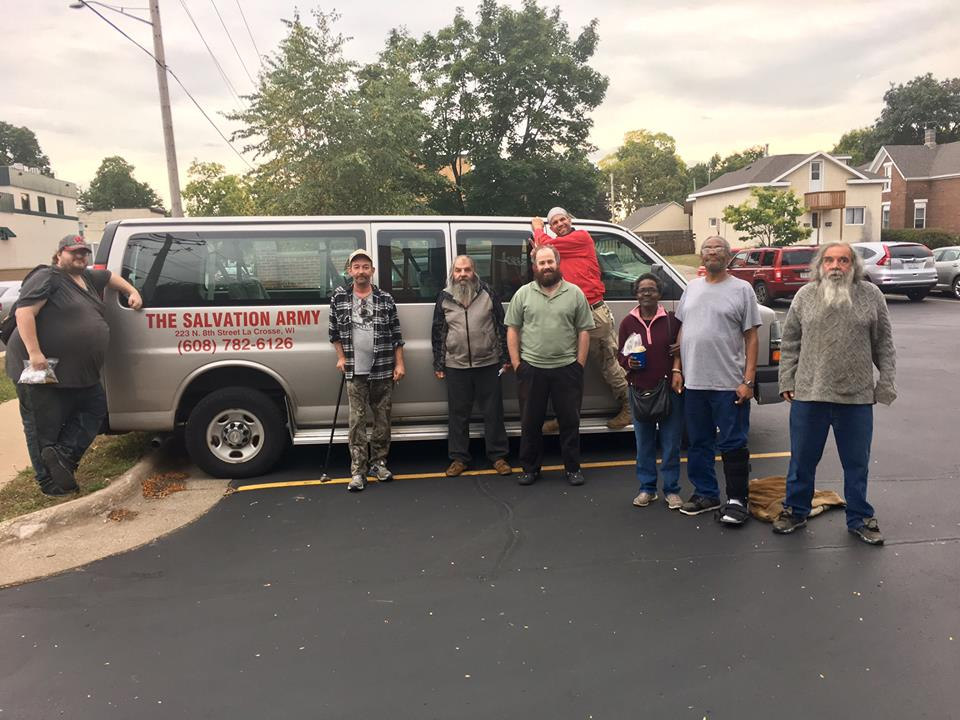 THE SALVATION ARMY
223 N. 8th Street La Crosse, WI
(608) 782-6126